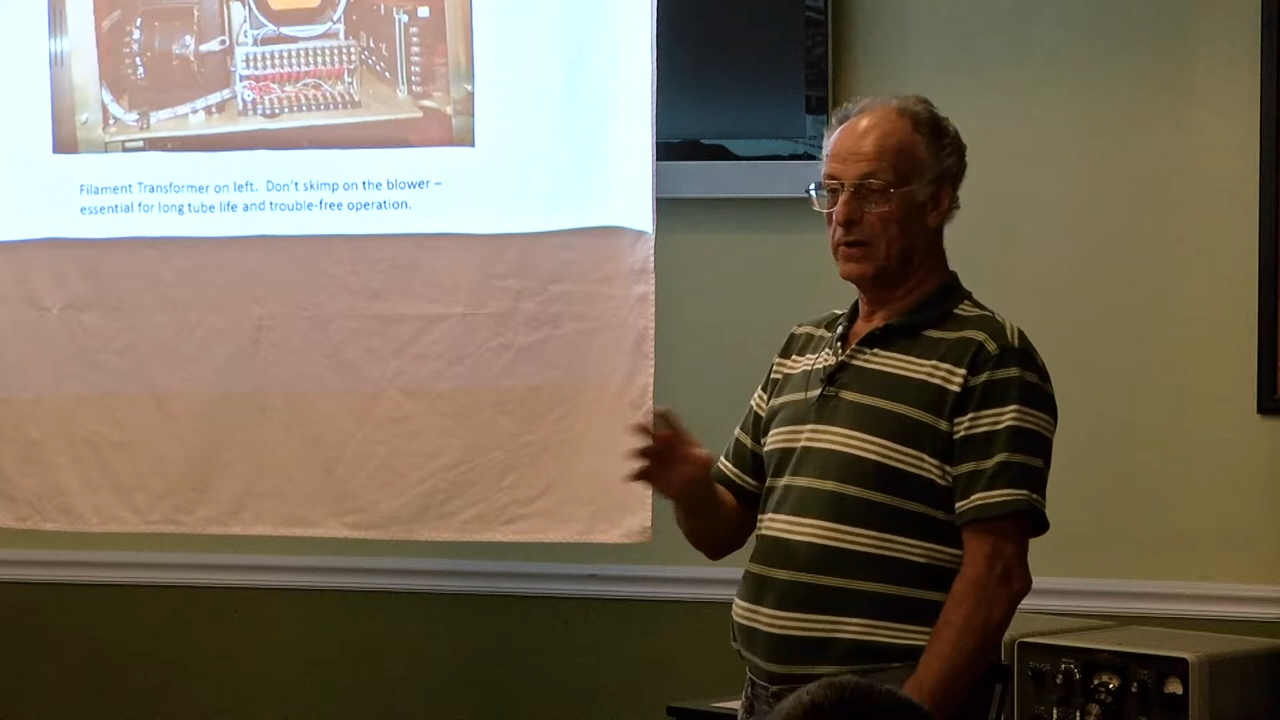 Filament Transformer on left.  Don't skimp on the blower –
essential for long tube life and trouble-free operation.